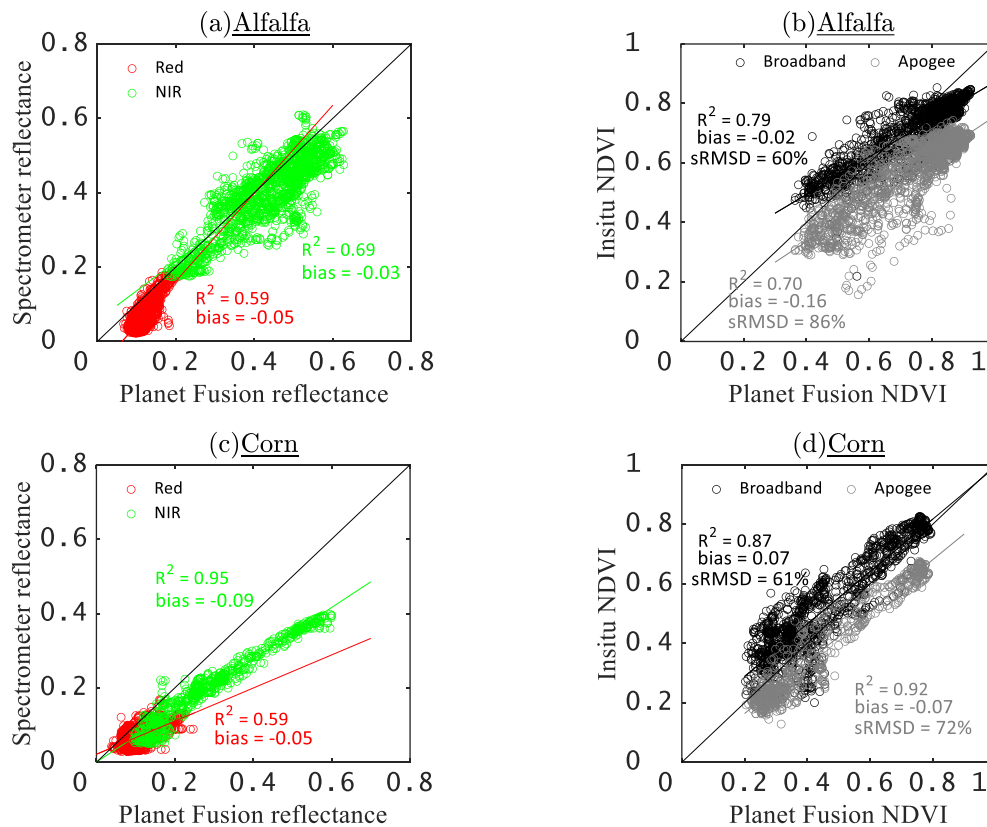 (a) Alfalfa
Spectrometer reflectance
0.8
0.6
0.4
0.2
0
Red
NIR
R2 = 0.69
bias = -0.03
R2 = 0.59
bias = -0.05
0 0.2 0.4 0.6 0.8
Planet Fusion reflectance
(b) Alfalfa
Insitu NDVI
1
0.8
0.6
0.4
0.2
0
Broadband Apogee
R2 = 0.79
bias = -0.02
sRMSD = 60%
R2 = 0.70
bias = -0.16
sRMSD = 86%
0 0.2 0.4 0.6 0.8 1
Planet Fusion NDVI
(c) Corn
Spectrometer reflectance
0.8
0.6
0.4
0.2
0
Red
NIR
R2 = 0.95
bias = -0.09
R2 = 0.59
bias = -0.05
0 0.2 0.4 0.6 0.8
Planet Fusion reflectance
(d) Corn
Insitu NDVI
1
0.8
0.6
0.4
0.2
0
Broadband Apogee
R2 = 0.87
bias = 0.07
sRMSD = 61%
R2 = 0.92
bias = -0.07
sRMSD = 72%
0 0.2 0.4 0.6 0.8 1
Planet Fusion NDVI